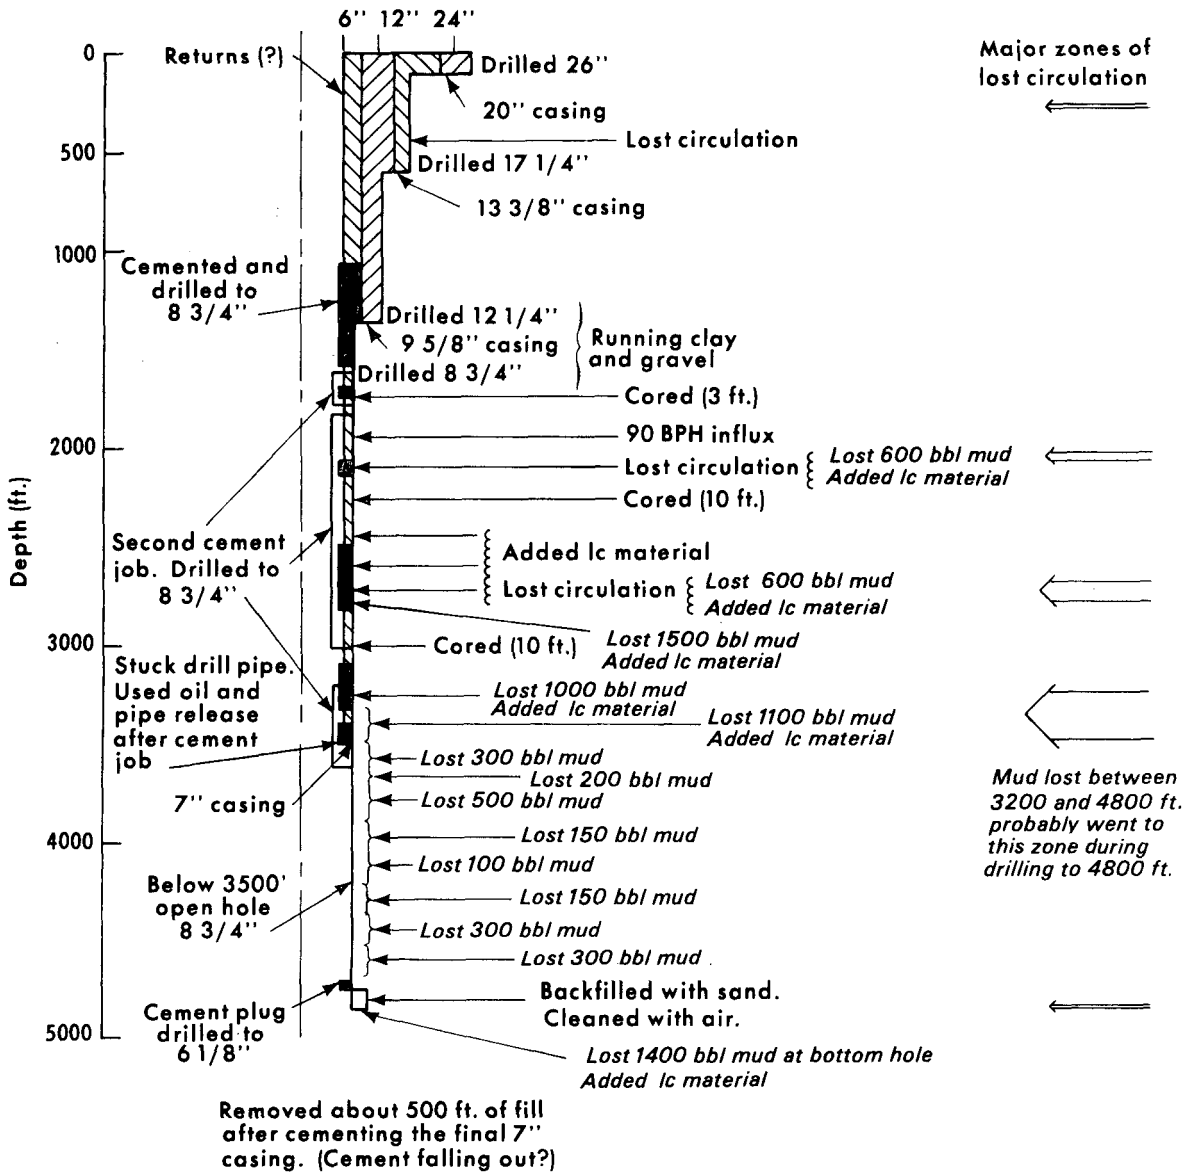 6'' 12'' 24''
0
Returns (?)
Drilled 26''
20'' casing
Major zones of
lost circulation
Lost circulation
500
Drilled 17 1/4''
13 3/8'' casing
1000
Cemented and
drilled to
8 3/4''
Drilled 12 1/4''
9 5/8'' casing
Drilled 8 3/4''
Running clay
and gravel
Cored (3 ft.)
90 BPH influx
2000
Lost circulation
Lost 600 bbl mud
Added lc material
Cored (10 ft.)
Depth (ft.)
Second cement
job. Drilled to
8 3/4''
Added lc material
Lost circulation
Lost 600 bbl mud
Added lc material
Lost 1500 bbl mud
Added lc material
3000
Cored (10 ft.)
Stuck drill pipe.
Used oil and
pipe release
after cement
job
Lost 1000 bbl mud
Added lc material
Lost 1100 bbl mud
Added lc material
Lost 300 bbl mud
Lost 200 bbl mud
Lost 500 bbl mud
7'' casing
Mud lost between
3200 and 4800 ft.
probably went to
this zone during
drilling to 4800 ft.
4000
Lost 150 bbl mud
Lost 100 bbl mud
Below 3500'
open hole
8 3/4''
Lost 150 bbl mud
Lost 300 bbl mud
Lost 300 bbl mud
Backfilled with sand.
Cleaned with air.
Cement plug
drilled to
6 1/8''
5000
Lost 1400 bbl mud at bottom hole
Added lc material
Removed about 500 ft. of fill
after cementing the final 7''
casing. (Cement falling out?)